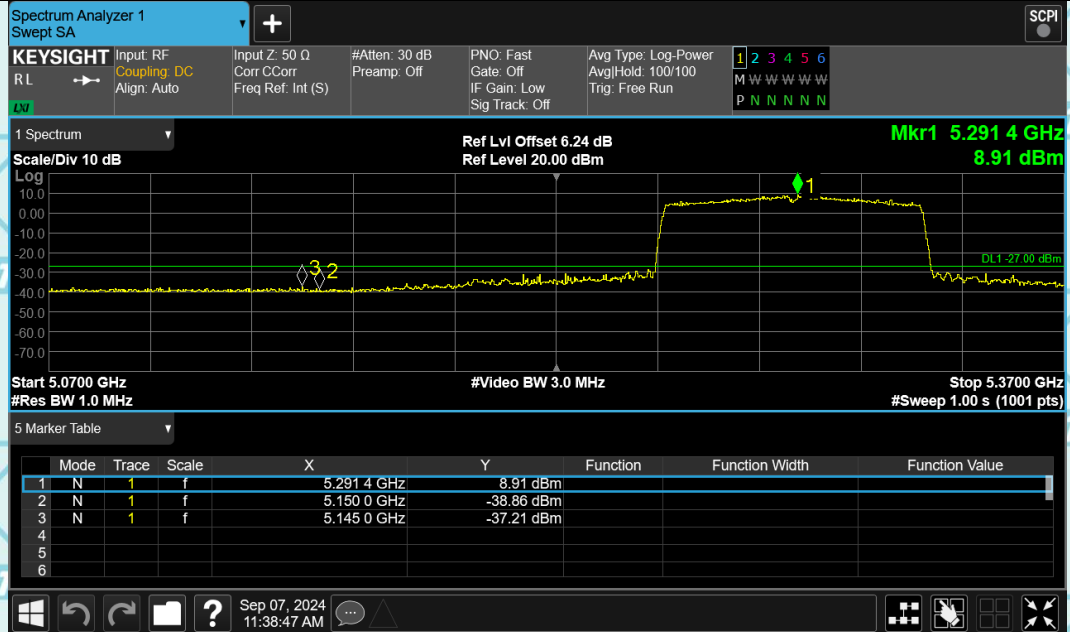 Spectrum Analyzer 1
Swept SA
+
SCPI
KEYSIGHT
RL
LXI
Input: RF
Coupling: DC
Align: Auto
Input Z: 50 Ω
Corr CCorr
Freq Ref: Int (S)
#Atten: 30 dB
Preamp: Off
PNO: Fast
Gate: Off
IF Gain: Low
Sig Track: Off
Avg Type: Log-Power
Avg|Hold: 100/100
Trig: Free Run
1 2 3 4 5 6
M W W W W W
P N N N N N
1 Spectrum
Scale/Div 10 dB
Ref Lvl Offset 6.24 dB
Ref Level 20.00 dBm
Mkr1 5.291 4 GHz
8.91 dBm
Log
10.0
0.00
-10.0
-20.0
-30.0
-40.0
-50.0
-60.0
-70.0
1
3
2
DL1 -27.00 dBm
Start 5.0700 GHz
#Video BW 3.0 MHz
Stop 5.3700 GHz
#Res BW 1.0 MHz
#Sweep 1.00 s (1001 pts)
5 Marker Table
Mode Trace Scale X Y Function Function Width Function Value
1 N 1 f 5.291 4 GHz 8.91 dBm
2 N 1 f 5.150 0 GHz -38.86 dBm
3 N 1 f 5.145 0 GHz -37.21 dBm
4
5
6
?
Sep 07, 2024
11:38:47 AM